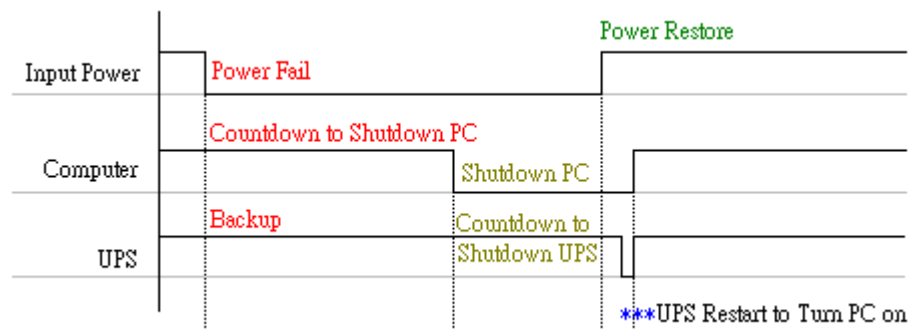 Power Restore
Input Power
Power Fail
Countdown to Shutdown PC
Computer
Shutdown PC
Backup
Countdown to
Shutdown UPS
UPS
***UPS Restart to Turn PC on